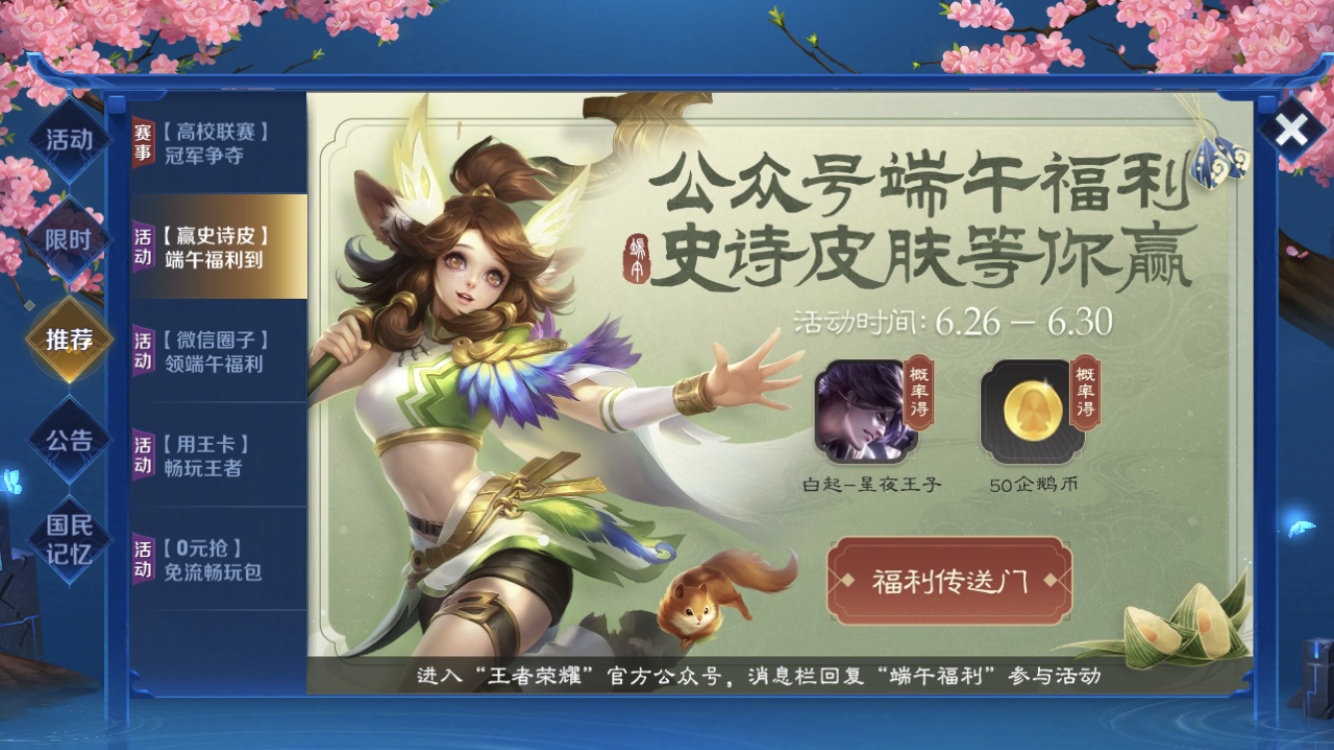 活动
限时
推荐
公告
国民
记忆
赛事
【高校联赛】
冠军争夺
活动
【赢史诗皮】
端午福利到
活动
【微信圈子】
领端午福利
活动
【用王卡】
畅玩王者
活动
【0元抢】
免流畅玩包
公众号端午福利
端午
史诗皮肤等你赢
活动时间：6.26 — 6.30
概率得
概率得
白起-星夜王子
50企鹅币
福利传送门
进入“王者荣耀”官方公众号，消息栏回复“端午福利”参与活动